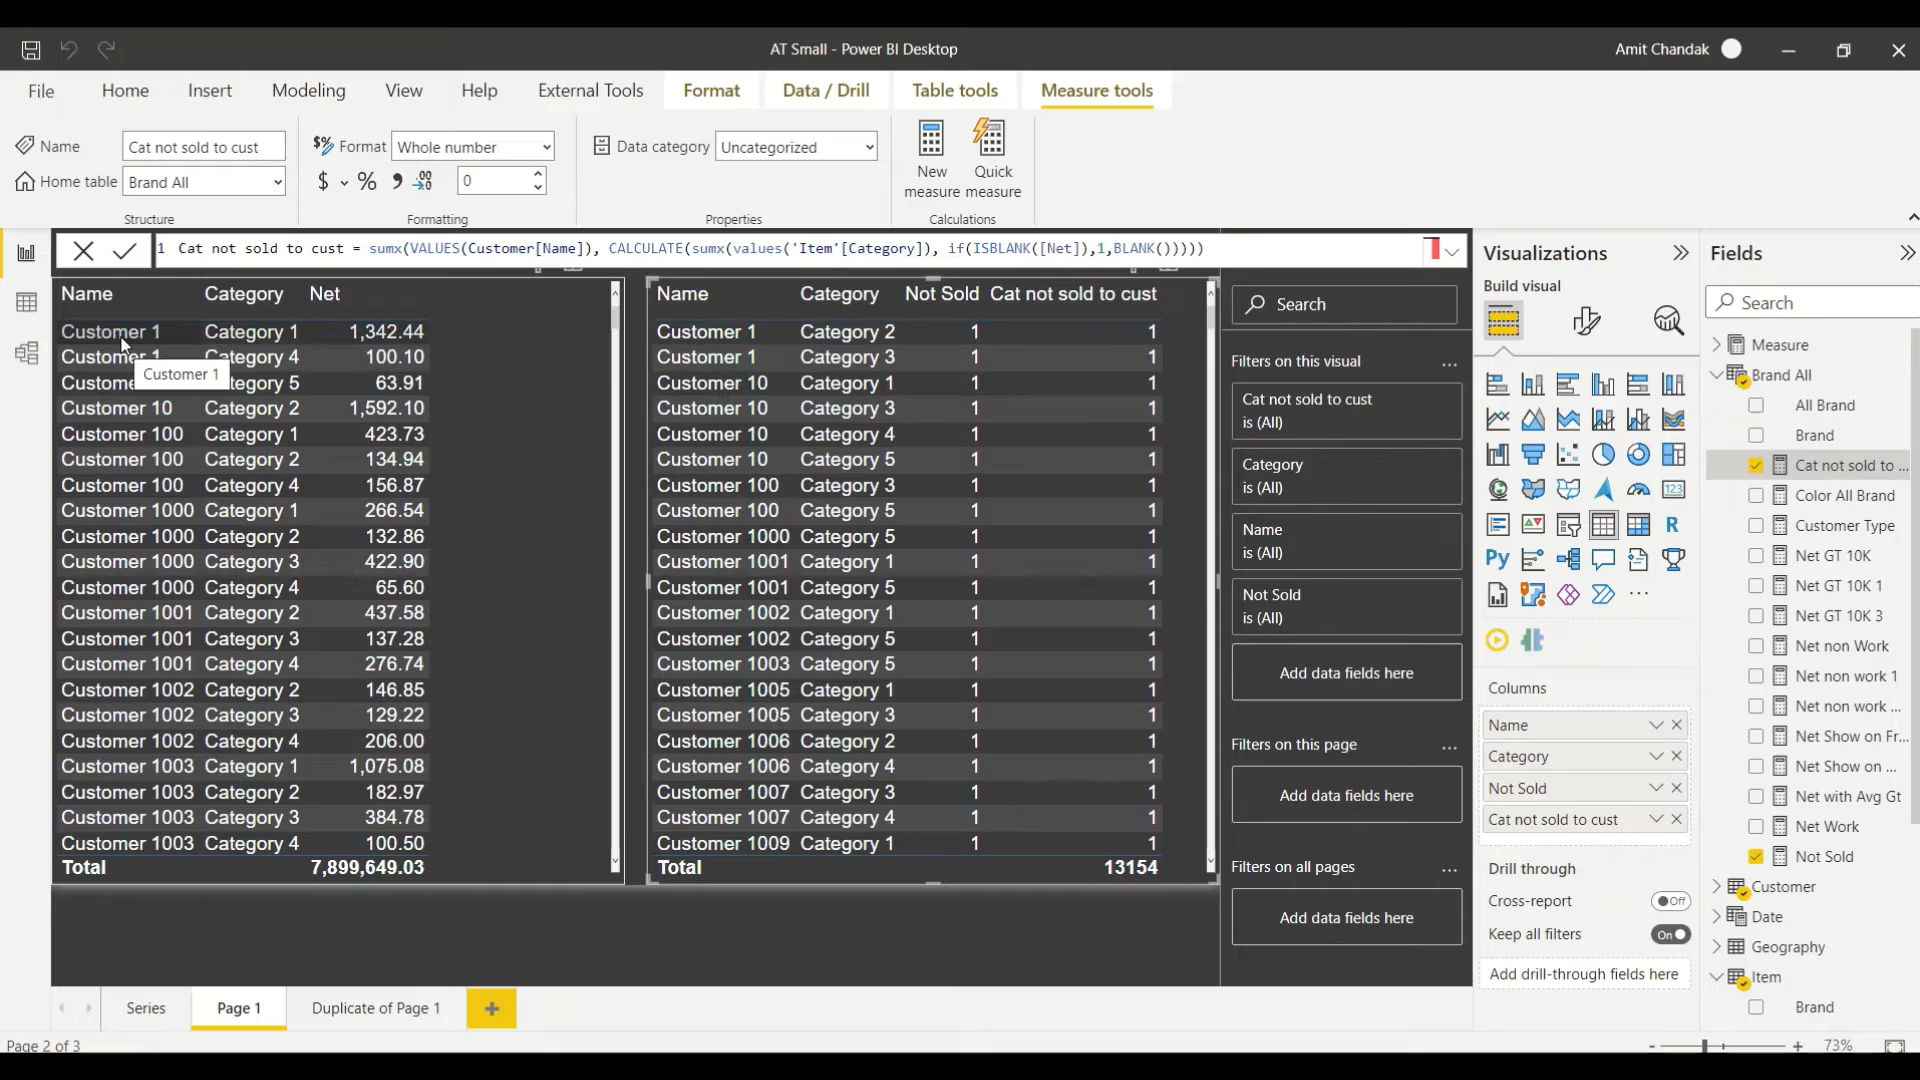 AT Small - Power BI Desktop
Amit Chandak
File
Home
Insert
Modeling
View
Help
External Tools
Format
Data / Drill
Table tools
Measure tools
Name
Cat not sold to cust
Home table
Brand All
Structure
$% Format
Whole number
$
%
0
Formatting
Data category
Uncategorized
Properties
New measure
Quick measure
Calculations
1 Cat not sold to cust = sumx(VALUES(Customer[Name]), CALCULATE(sumx(values('Item'[Category]), if(ISBLANK([Net]),1,BLANK()))))
Name Category Net
Customer 1 Category 1 1,342.44
Customer 1 Category 4 100.10
Custome tegory 5 63.91
Customer 1
Customer 10 Category 2 1,592.10
Customer 100 Category 1 423.73
Customer 100 Category 2 134.94
Customer 100 Category 4 156.87
Customer 1000 Category 1 266.54
Customer 1000 Category 2 132.86
Customer 1000 Category 3 422.90
Customer 1000 Category 4 65.60
Customer 1001 Category 2 437.58
Customer 1001 Category 3 137.28
Customer 1001 Category 4 276.74
Customer 1002 Category 2 146.85
Customer 1002 Category 3 129.22
Customer 1002 Category 4 206.00
Customer 1003 Category 1 1,075.08
Customer 1003 Category 2 182.97
Customer 1003 Category 3 384.78
Customer 1003 Category 4 100.50
Total 7,899,649.03
Name Category Not Sold Cat not sold to cust
Customer 1 Category 2 1 1
Customer 1 Category 3 1 1
Customer 10 Category 1 1 1
Customer 10 Category 3 1 1
Customer 10 Category 4 1 1
Customer 10 Category 5 1 1
Customer 100 Category 3 1 1
Customer 100 Category 5 1 1
Customer 1000 Category 5 1 1
Customer 1001 Category 1 1 1
Customer 1001 Category 5 1 1
Customer 1002 Category 1 1 1
Customer 1002 Category 5 1 1
Customer 1003 Category 5 1 1
Customer 1005 Category 1 1 1
Customer 1005 Category 3 1 1
Customer 1006 Category 2 1 1
Customer 1006 Category 4 1 1
Customer 1007 Category 3 1 1
Customer 1007 Category 4 1 1
Customer 1009 Category 1 1 1
Total 13154
Search
Filters on this visual ...
Cat not sold to cust
is (All)
Category
is (All)
Name
is (All)
Not Sold
is (All)
Add data fields here
Filters on this page ...
Add data fields here
Filters on all pages ...
Add data fields here
Visualizations
Build visual
123
R
Py
...
Columns
Name
Category
Not Sold
Cat not sold to cust
Drill through
Cross-report Off
Keep all filters On
Add drill-through fields here
Fields
Search
Measure
Brand All
All Brand
Brand
Cat not sold to ...
Color All Brand
Customer Type
Net GT 10K
Net GT 10K 1
Net GT 10K 3
Net non Work
Net non work 1
Net non work ...
Net Show on Fr...
Net Show on ...
Net with Avg Gt
Net Work
Not Sold
Customer
Date
Geography
Item
Brand
Series
Page 1
Duplicate of Page 1
+
Page 2 of 3
- + 73%